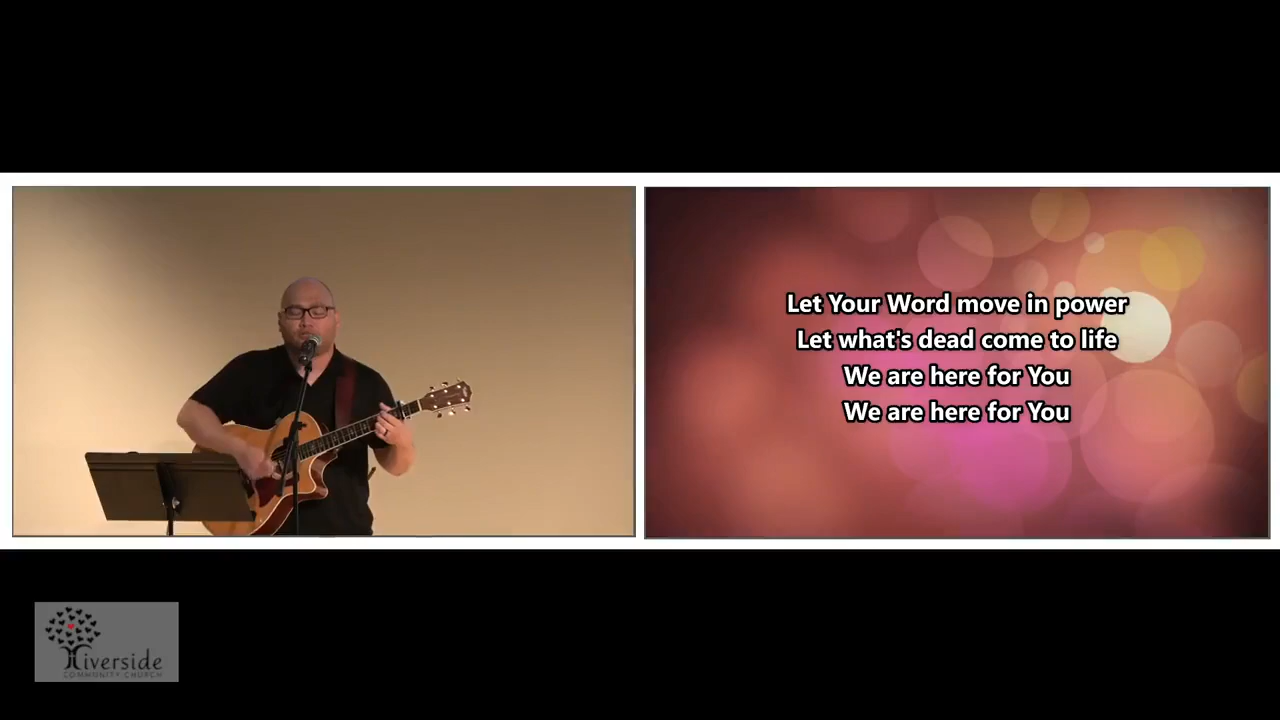 Let Your Word move in power
Let what's dead come to life
We are here for You
We are here for You
Riverside
COMMUNITY CHURCH